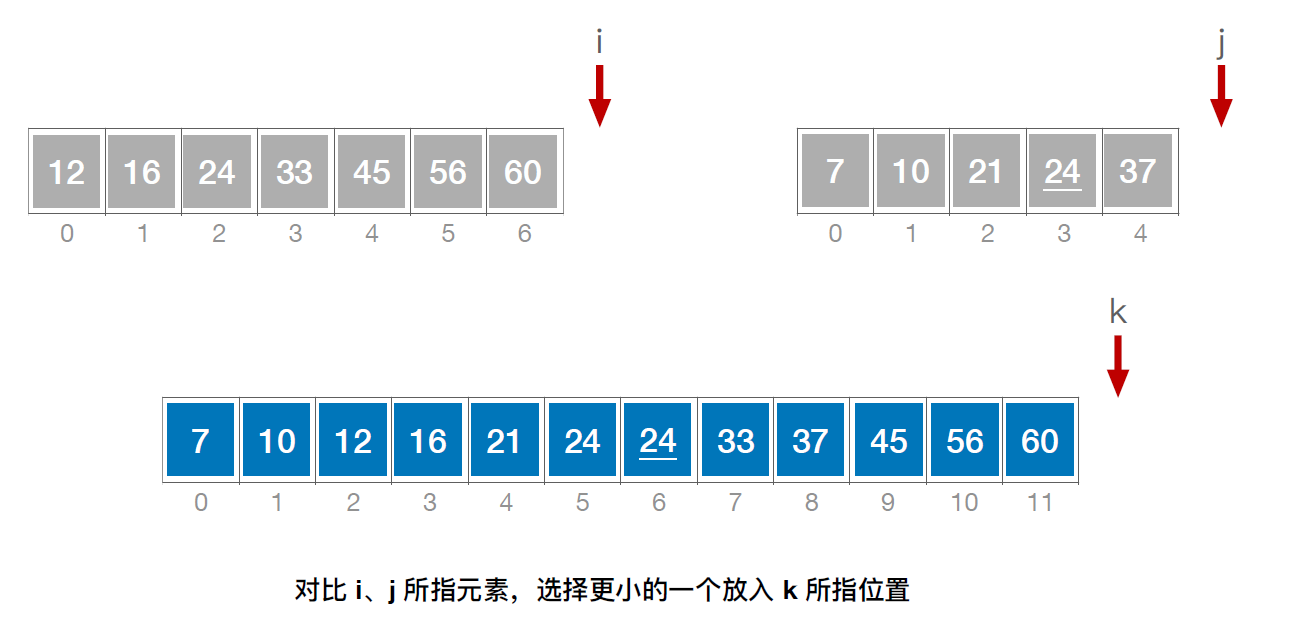 i
j
12 16 24 33 45 56 60
7 10 21 24 37
0 1 2 3 4 5 6
0 1 2 3 4
k
7 10 12 16 21 24 24 33 37 45 56 60
0 1 2 3 4 5 6 7 8 9 10 11
对比 i、j 所指元素，选择更小的一个放入 k 所指位置